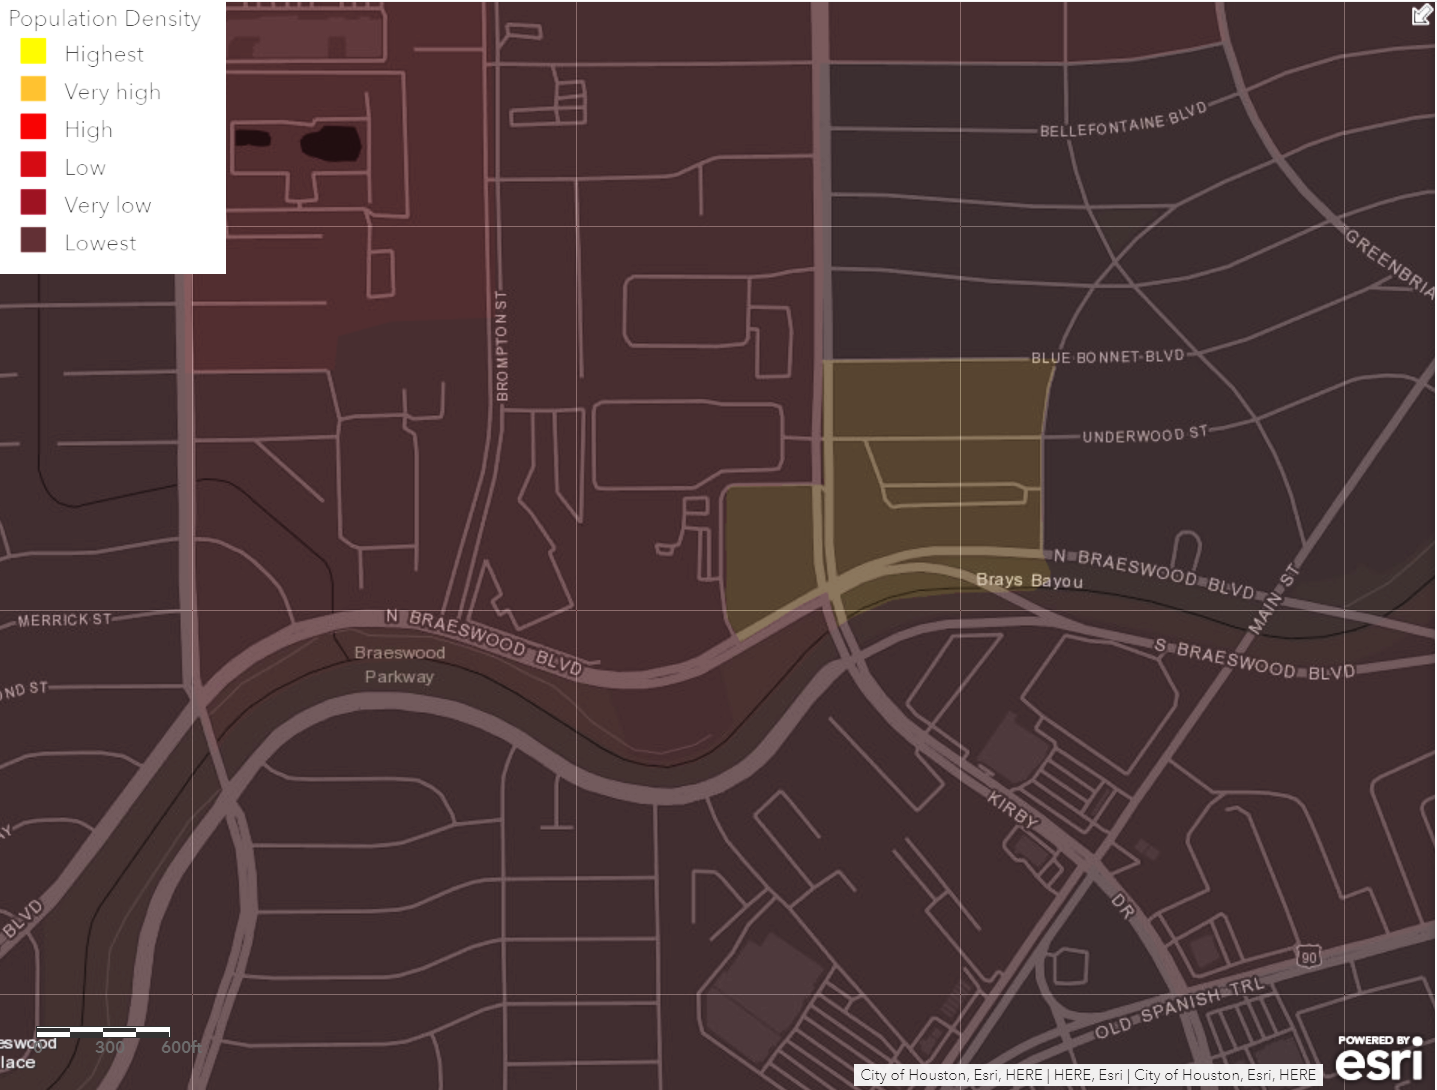 Population Density
Highest
Very high
High
Low
Very low
Lowest
BELLEFONTAINE BLVD
GREENBRIA
BROMPTON ST
BLUE BONNET BLVD
UNDERWOOD ST
N BRAESWOOD BLVD
Brays Bayou
MAIN ST
MERRICK ST
N BRAESWOOD BLVD
Braeswood
Parkway
S BRAESWOOD BLVD
OND ST
KIRBY
DR
AY
BLVD
90
OLD SPANISH TRL
eswood
lace
0 300 600ft
POWERED BY
esri
City of Houston, Esri, HERE | HERE, Esri | City of Houston, Esri, HERE